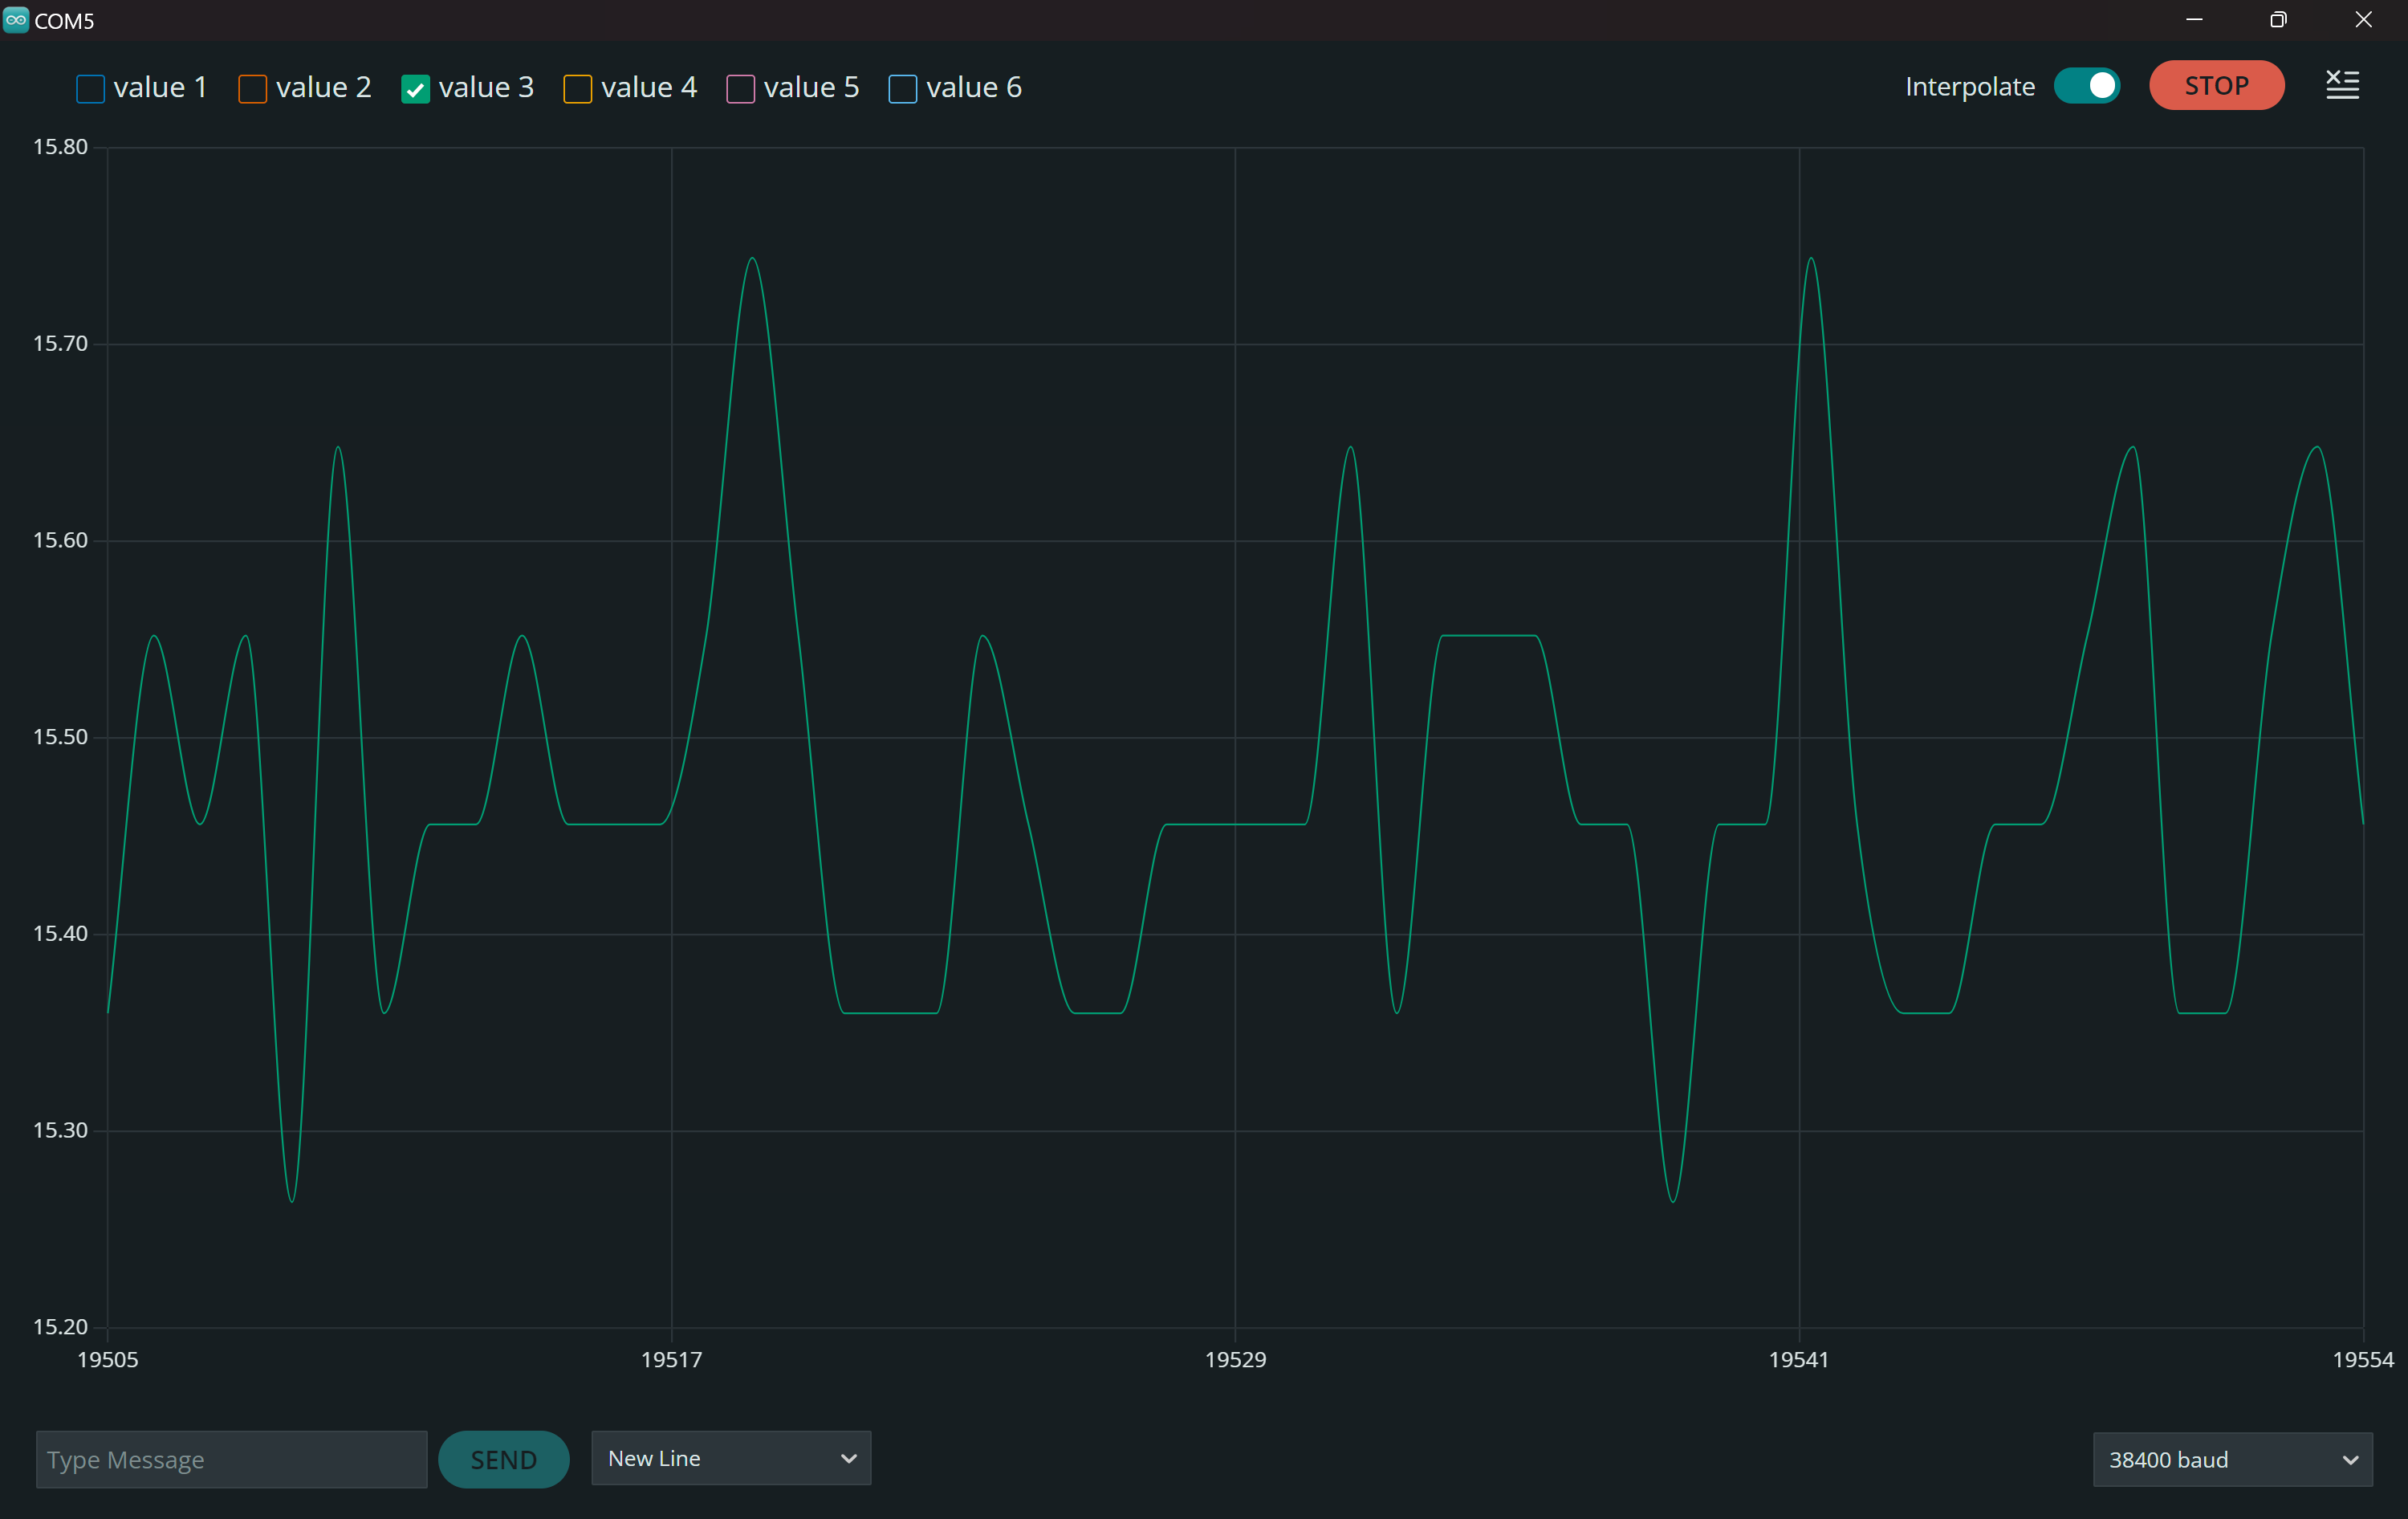 COM5
value 1 value 2 value 3 value 4 value 5 value 6 Interpolate STOP
15.80
15.70
15.60
15.50
15.40
15.30
15.20
19505 19517 19529 19541 19554
Type Message SEND New Line 38400 baud